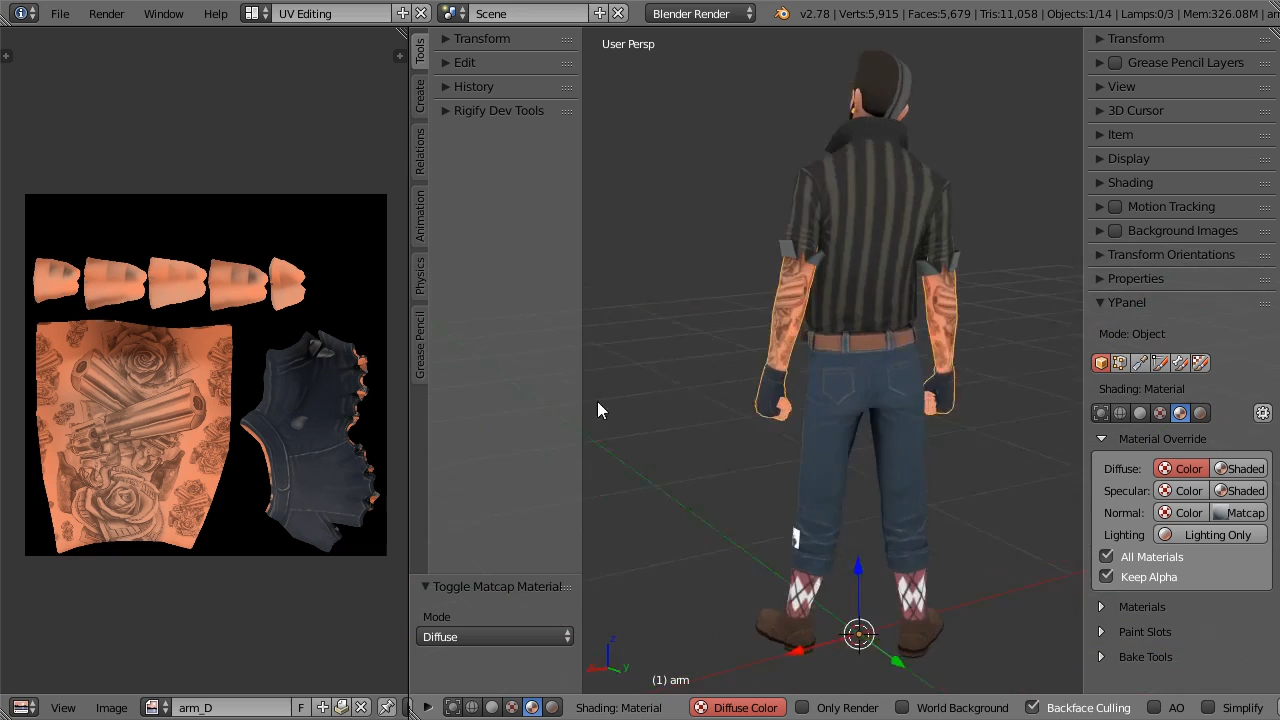 File Render Window Help UV Editing Scene Blender Render v2.78 | Verts:5,915 | Faces:5,679 | Tris:11,058 | Objects:1/14 | Lamps:0/3 | Mem:326.08M |
Tools
Create
Relations
Animation
Physics
Grease Pencil
Transform
Edit
History
Rigify Dev Tools
Toggle Matcap Material
Mode
Diffuse
User Persp
z
y
(1) arm
Transform
Grease Pencil Layers
View
3D Cursor
Item
Display
Shading
Motion Tracking
Background Images
Transform Orientations
Properties
YPanel
Mode: Object
Shading: Material
Material Override
Diffuse: Color Shaded
Specular: Color Shaded
Normal: Color Matcap
Lighting Lighting Only
All Materials
Keep Alpha
Materials
Paint Slots
Bake Tools
View Image arm_D F Shading: Material Diffuse Color Only Render World Background Backface Culling AO Simplify